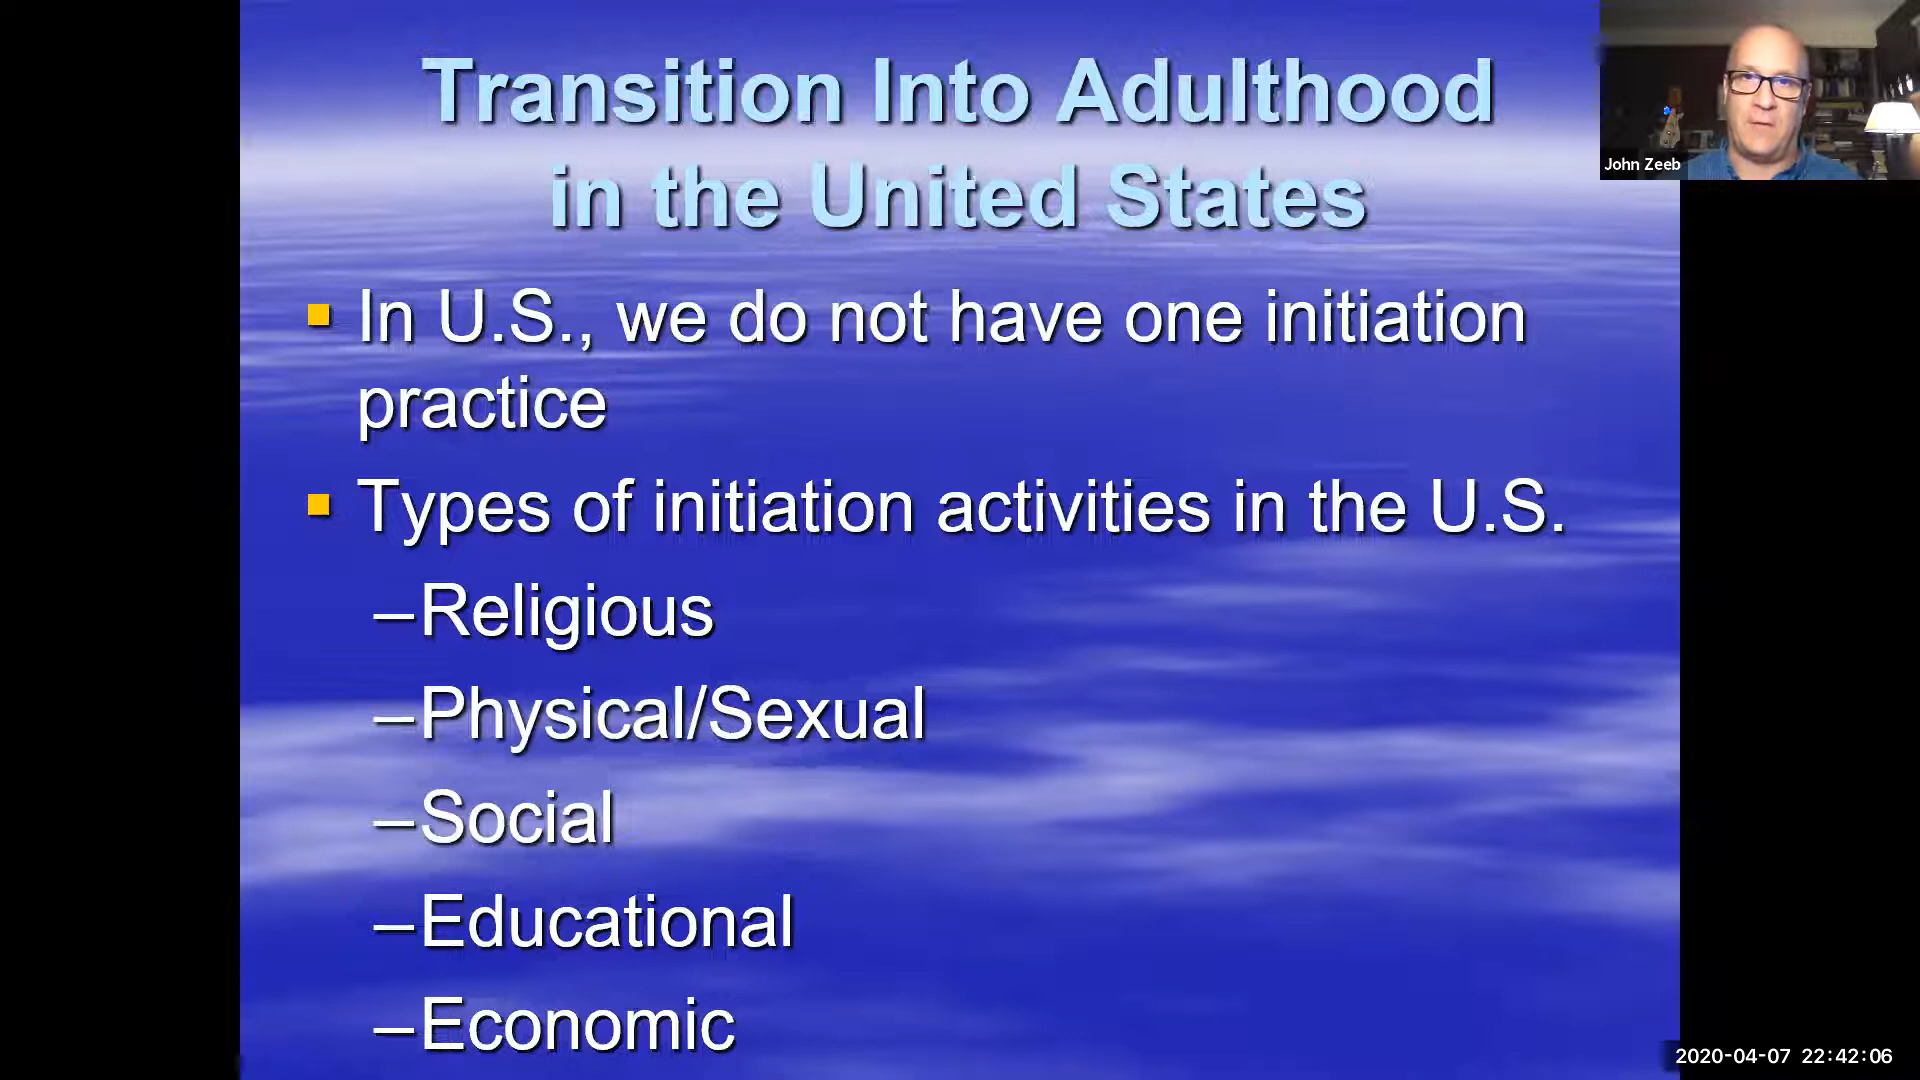 Transition Into Adulthood
in the United States
John Zeeb
▪ In U.S., we do not have one initiation
practice
▪ Types of initiation activities in the U.S.
–Religious
–Physical/Sexual
–Social
–Educational
–Economic
2020-04-07 22:42:06